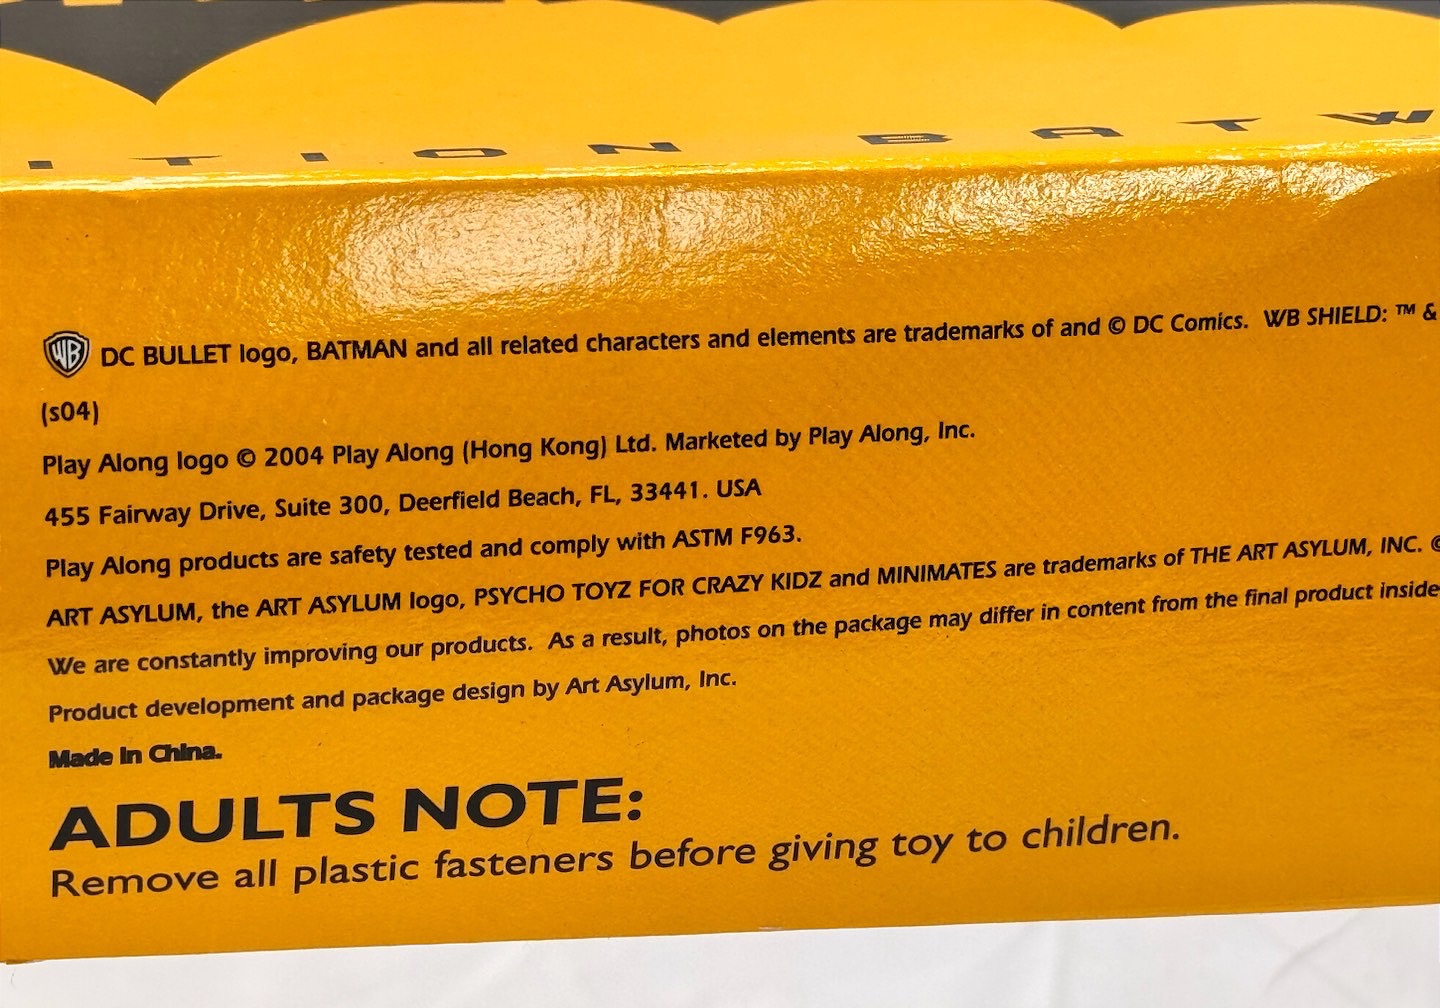 I T I O N B A T W
WB DC BULLET logo, BATMAN and all related characters and elements are trademarks of and © DC Comics. WB SHIELD: ™ &
(s04)
Play Along logo © 2004 Play Along (Hong Kong) Ltd. Marketed by Play Along, Inc.
455 Fairway Drive, Suite 300, Deerfield Beach, FL, 33441. USA
Play Along products are safety tested and comply with ASTM F963.
ART ASYLUM, the ART ASYLUM logo, PSYCHO TOYZ FOR CRAZY KIDZ and MINIMATES are trademarks of THE ART ASYLUM, INC. ©
We are constantly improving our products. As a result, photos on the package may differ in content from the final product inside
Product development and package design by Art Asylum, Inc.
Made in China.
ADULTS NOTE:
Remove all plastic fasteners before giving toy to children.